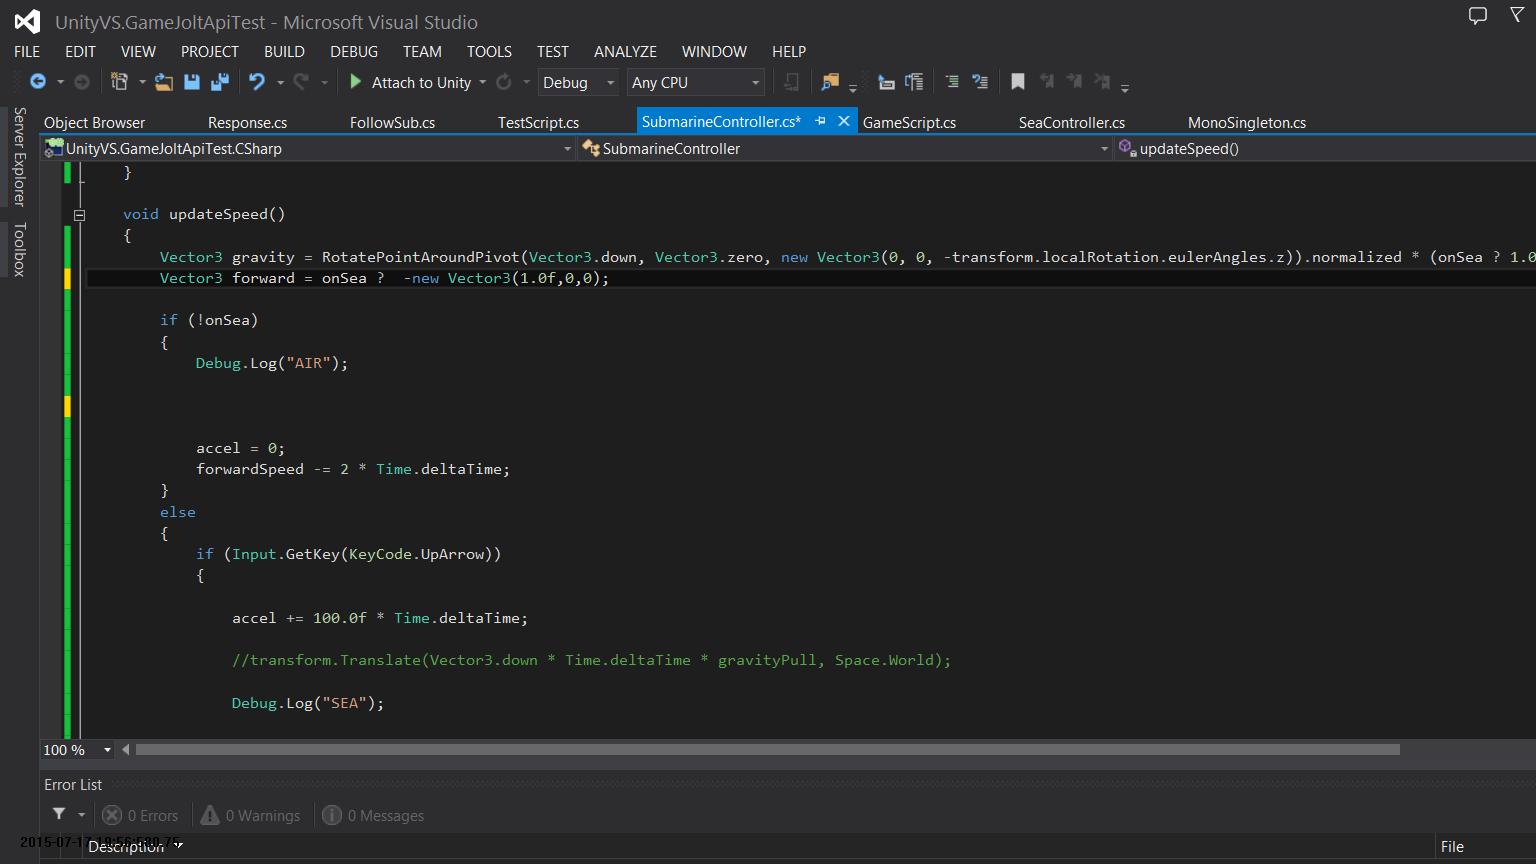 UnityVS.GameJoltApiTest - Microsoft Visual Studio
FILE EDIT VIEW PROJECT BUILD DEBUG TEAM TOOLS TEST ANALYZE WINDOW HELP
Attach to Unity Debug Any CPU
Server Explorer
Toolbox
Object Browser Response.cs FollowSub.cs TestScript.cs SubmarineController.cs* GameScript.cs SeaController.cs MonoSingleton.cs
UnityVS.GameJoltApiTest.CSharp SubmarineController updateSpeed()
}
void updateSpeed()
{
Vector3 gravity = RotatePointAroundPivot(Vector3.down, Vector3.zero, new Vector3(0, 0, -transform.localRotation.eulerAngles.z)).normalized * (onSea ? 1.0
Vector3 forward = onSea ?  -new Vector3(1.0f,0,0);
if (!onSea)
{
Debug.Log("AIR");
accel = 0;
forwardSpeed -= 2 * Time.deltaTime;
}
else
{
if (Input.GetKey(KeyCode.UpArrow))
{
accel += 100.0f * Time.deltaTime;
//transform.Translate(Vector3.down * Time.deltaTime * gravityPull, Space.World);
Debug.Log("SEA");
100 %
Error List
0 Errors 0 Warnings 0 Messages
Description File